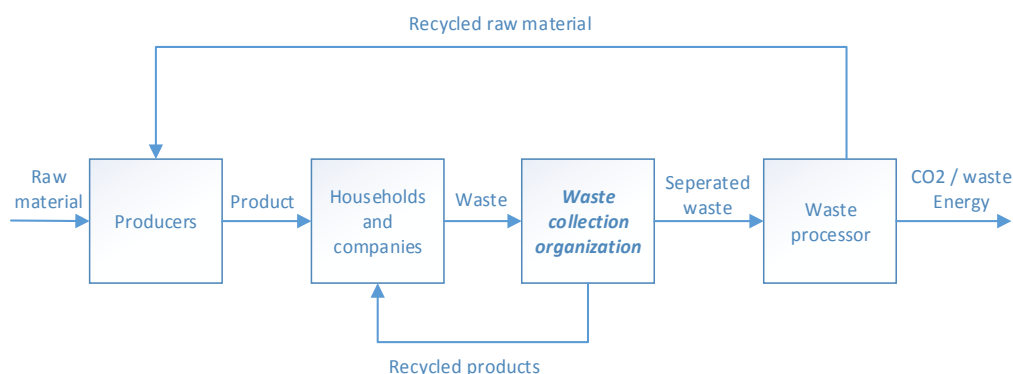 Recycled raw material
Raw
material
Producers
Product
Households
and
companies
Waste
Waste
collection
organization
Seperated
waste
Waste
processor
CO2 / waste
Energy
Recycled products